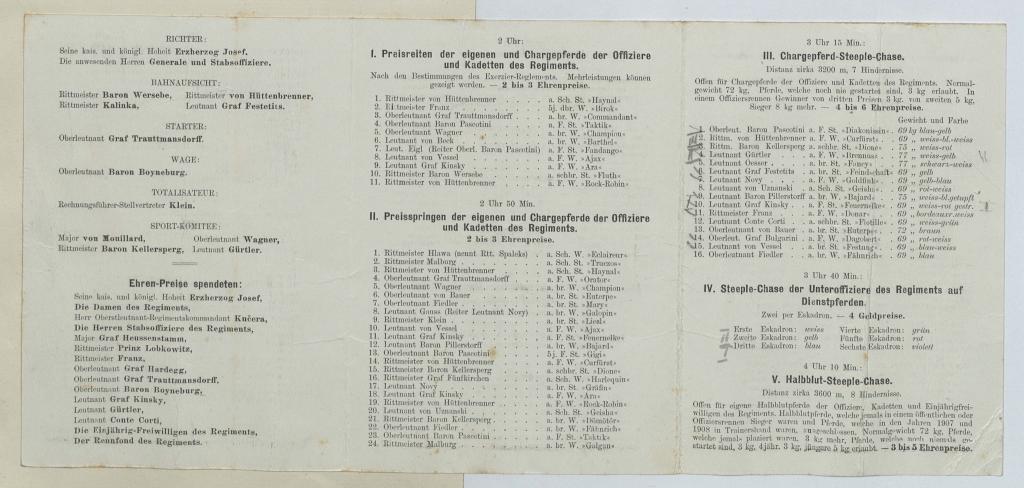 RICHTER:
Seine kais. und königl. Hoheit Erzherzog Josef,
Die anwesenden Herren Generale und Stabsoffiziere.
BAHNAUFSICHT:
Rittmeister Baron Wersebe, Rittmeister von Hüttenbrenner,
Rittmeister Kalinka, Leutnant Graf Festetits.
STARTER:
Oberleutnant Graf Trauttmansdorff.
WAGE:
Oberleutnant Baron Boyneburg.
TOTALISATEUR:
Rechnungsführer-Stellvertreter Klein.
SPORT-KOMITEE:
Major von Mouillard, Oberleutnant Wagner,
Rittmeister Baron Kellersperg, Leutnant Gürtler.
Ehren-Preise spendeten:
Seine kais. und königl. Hoheit Erzherzog Josef,
Die Damen des Regiments,
Herr Oberstleutnant-Regimentskommandant Kučera,
Die Herren Stabsoffiziere des Regiments,
Major Graf Heussenstamm,
Rittmeister Prinz Lobkowitz,
Rittmeister Franz,
Oberleutnant Graf Hardegg,
Oberleutnant Graf Trauttmansdorff,
Oberleutnant Baron Boyneburg,
Leutnant Graf Kinsky,
Leutnant Gürtler,
Leutnant Conte Corti,
Die Einjährig-Freiwilligen des Regiments,
Der Rennfond des Regiments.
2 Uhr:
I. Preisreiten der eigenen und Chargepferde der Offiziere
und Kadetten des Regiments.
Nach den Bestimmungen des Exerzier-Reglements. Mehrleistungen können
gezeigt werden. — 2 bis 3 Ehrenpreise.
1. Rittmeister von Hüttenbrenner . . . . . a. Sch. St. »Haynal«
2. Rittmeister Franz . . . . . 5j. dbr. W. »Birok«
3. Oberleutnant Graf Trauttmansdorff . . . . a. br. W. »Commandant«
4. Oberleutnant Baron Pascotini . . . . . a. F. St. »Taktik«
5. Oberleutnant Wagner . . . . . a. br. W. »Champion«
6. Leutnant von Beck . . . . . a. br. W. »Barthel«
7. Leut. Eigl (Reiter Oberl. Baron Pascotini) a. F. St. »Fandango«
8. Leutnant von Vessel . . . . . a. F. W. »Ajax«
9. Leutnant Graf Kinsky . . . . . a. F. W. »Ara«
10. Rittmeister Baron Wersebe . . . . . a. schbr. St. »Fluth«
11. Rittmeister von Hüttenbrenner . . . . . a. F. W. »Rock-Robin«
2 Uhr 50 Min.:
II. Preisspringen der eigenen und Chargepferde der Offiziere
und Kadetten des Regiments.
2 bis 3 Ehrenpreise.
1. Rittmeister Hlawa (nennt Rtt. Spaleks) . a. Sch. W. »Eclaireur«
2. Rittmeister Malburg . . . . . a. Sch. St. »Traczos«
3. Rittmeister von Hüttenbrenner . . . . . a. Sch. St. »Haynal«
4. Oberleutnant Graf Trauttmansdorff . . . . a. F. W. »Orator«
5. Oberleutnant Wagner . . . . . a. br. W. »Champion«
6. Oberleutnant von Bauer . . . . . a. br. St. »Euterpe«
7. Oberleutnant Fiedler . . . . . a. br. St. »Mary«
8. Leutnant Gouss (Reiter Leutnant Novy) . a. br. W. »Galopin«
9. Rittmeister Klein . . . . . a. br. St. »Liesl«
10. Leutnant von Vessel . . . . . a. F. W. »Ajax«
11. Leutnant Graf Kinsky . . . . . a. F. St. »Feuernelke«
12. Leutnant Baron Pillerstorff . . . . . a. br. W. »Bajard«
13. Oberleutnant Baron Pascotini . . . . . 5j. F. St. »Gigi«
14. Rittmeister von Hüttenbrenner . . . . . a. F. W. »Carfürst«
15. Rittmeister Baron Kellersperg . . . . . a. schbr. St. »Dione«
16. Rittmeister Graf Fünfkirchen . . . . . a. Sch. W. »Harlequin«
17. Leutnant Novy . . . . . a. br. St. »Gräfin«
18. Leutnant Graf Kinsky . . . . . a. F. W. »Ara«
19. Rittmeister von Hüttenbrenner . . . . . a. F. W. »Rock-Robin«
20. Leutnant von Uzmanski . . . . . a. Sch. St. »Geisha«
21. Rittmeister Baron Kellersperg . . . . . a. br. W. »Dömötör«
22. Oberleutnant Fiedler . . . . . a. br. W. »Fähnrich«
23. Oberleutnant Baron Pascotini . . . . . a. F. St. »Taktik«
24. Rittmeister Malburg . . . . . a. br. W. »Golgan«
3 Uhr 15 Min.:
III. Chargepferd-Steeple-Chase.
Distanz zirka 3200 m, 7 Hindernisse.
Offen für Chargepferde der Offiziere und Kadetten des Regiments. Normal-
gewicht 72 kg, Pferde, welche noch nie gestartet sind, 3 kg erlaubt. In
einem Offiziersrennen Gewinner von dritten Preisen 3 kg, von zweiten 5 kg,
Sieger 8 kg mehr. — 4 bis 6 Ehrenpreise.
Gewicht und Farbe
1. Oberleut. Baron Pascotini a. F. St. »Diakonissin« . 69 kg blau-gelb
2. Rittm. von Hüttenbrenner a. F. W. »Carfürst« . . 69 „ weiss-bl.-weiss
3. Rittm. Baron Kellersperg a. schbr. St. »Dione« . . 75 „ weiss-rot
4. Leutnant Gürtler . . . a. F. W. »Bremuss« . . 77 „ weiss-gelb
5. Leutnant Oesser . . . a. br. St. »Poney« . . 77 „ schwarz-weiss
6. Leutnant Graf Festetits . a. br. St. »Feindschaft« 69 „ gelb
7. Leutnant Novy . . . a. F. W. »Goldfink« . . 69 „ gelb-blau
8. Leutnant von Uzmanski . a. Sch. St. »Geisha« . . 69 „ rot-weiss
9. Leutnant Baron Pillerstorff a. br. W. »Bajard« . . 75 „ weiss-bl.getupft
10. Leutnant Graf Kinsky . . a. F. St. »Feuernelke« . 69 „ weiss-rot gestr.
11. Rittmeister Franz . . . a. F. W. »Donar« . . 69 „ bordeauxr.weiss
12. Leutnant Conte Corti . . a. schbr. St. »Flotille« . 69 „ weiss-grün
13. Oberleutnant von Bauer . a. br. St. »Euterpe« . . 72 „ braun
14. Oberleut. Graf Bulgarini . a. F. W. »Dagobert« . . 69 „ rot-weiss
15. Leutnant von Vessel . . a. br. St. »Festung« . . 69 „ blau-weiss
16. Oberleutnant Fiedler . . a. br. W. »Fähnrich« . . 69 „ blau
3 Uhr 40 Min.:
IV. Steeple-Chase der Unteroffiziere des Regiments auf
Dienstpferden.
Zwei per Eskadron. — 4 Geldpreise.
Erste Eskadron: weiss Vierte Eskadron: grün
Zweite Eskadron: gelb Fünfte Eskadron: rot
Dritte Eskadron: blau Sechste Eskadron: violett
4 Uhr 10 Min.:
V. Halbblut-Steeple-Chase.
Distanz zirka 3600 m, 8 Hindernisse.
Offen für eigene Halbblutpferde der Offiziere, Kadetten und Einjährigfrei-
willigen des Regiments. Halbblutpferde, welche jemals in einem öffentlichen oder
Offiziersrennen Sieger waren und Pferde, welche in den Jahren 1907 und
1908 in Trainershand waren, ausgeschlossen. Normalgewicht 72 kg, Pferde,
welche jemals plaziert waren, 3 kg mehr, Pferde, welche noch niemals ge-
startet sind, 3 kg, 4jähr. 3 kg, jüngere 5 kg erlaubt. — 3 bis 5 Ehrenpreise.